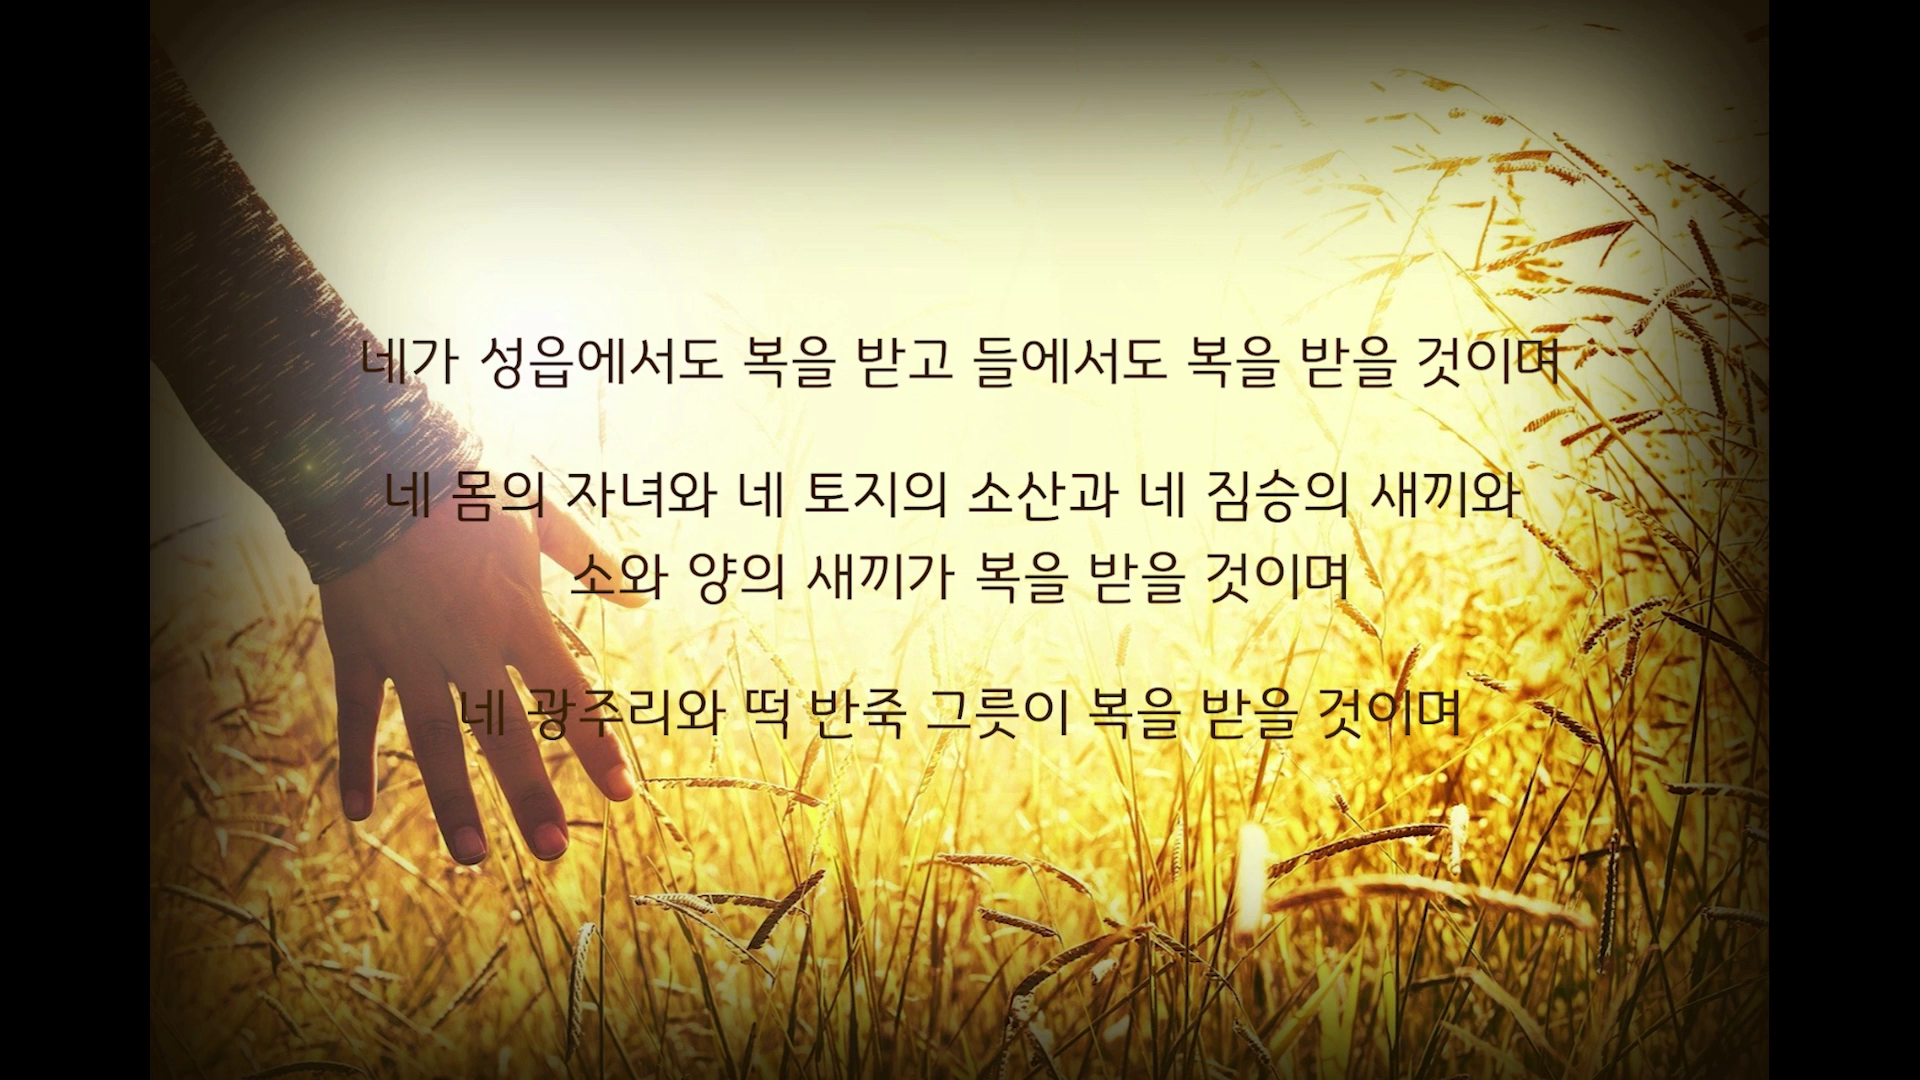 네가 성읍에서도 복을 받고 들에서도 복을 받을 것이며
네 몸의 자녀와 네 토지의 소산과 네 짐승의 새끼와
소와 양의 새끼가 복을 받을 것이며
네 광주리와 떡 반죽 그릇이 복을 받을 것이며